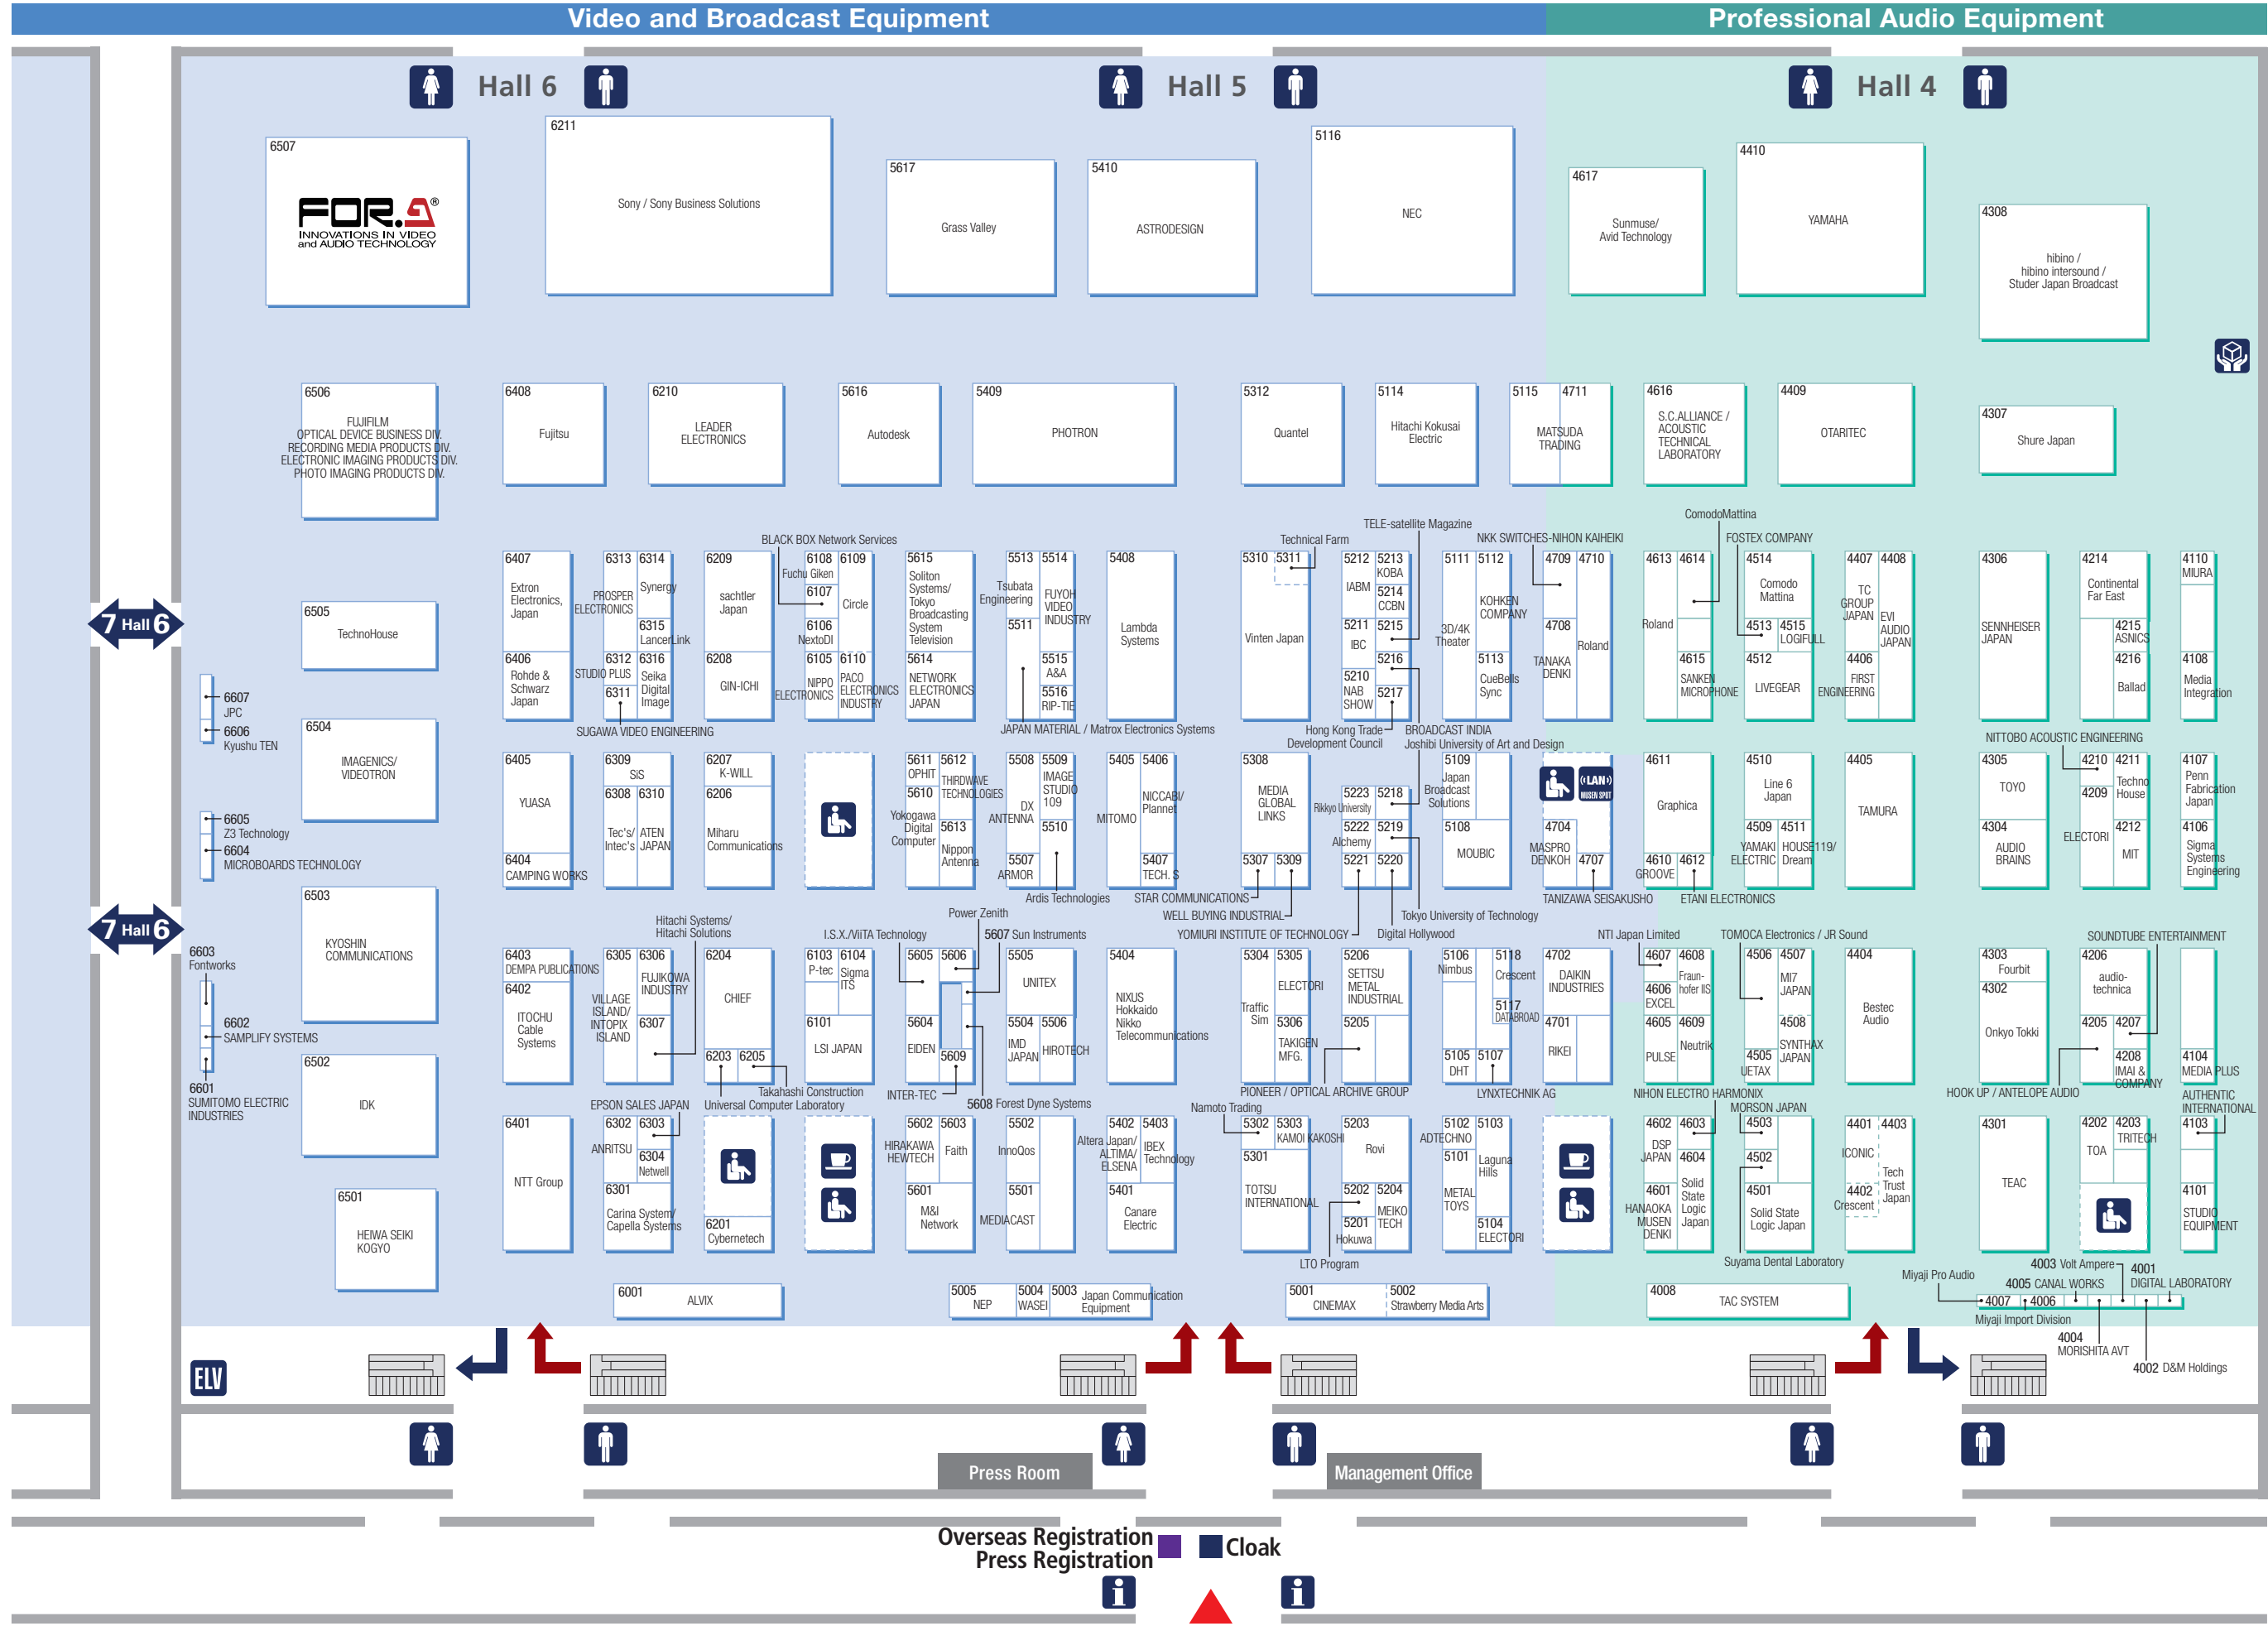 Video and Broadcast Equipment
Professional Audio Equipment
Hall 6
Hall 5
Hall 4
6507
FOR.A®
INNOVATIONS IN VIDEO
and AUDIO TECHNOLOGY
6211
Sony / Sony Business Solutions
5617
Grass Valley
5410
ASTRODESIGN
5116
NEC
4617
Sunmuse/
Avid Technology
4410
YAMAHA
4308
hibino /
hibino intersound /
Studer Japan Broadcast
6506
FUJIFILM
OPTICAL DEVICE BUSINESS DIV.
RECORDING MEDIA PRODUCTS DIV.
ELECTRONIC IMAGING PRODUCTS DIV.
PHOTO IMAGING PRODUCTS DIV.
6408
Fujitsu
6210
LEADER
ELECTRONICS
5616
Autodesk
5409
PHOTRON
5312
Quantel
5114
Hitachi Kokusai
Electric
5115
4711
MATSUDA
TRADING
4616
S.C.ALLIANCE /
ACOUSTIC
TECHNICAL
LABORATORY
4409
OTARITEC
4307
Shure Japan
6407
Extron
Electronics,
Japan
6406
Rohde &
Schwarz
Japan
6313
PROSPER
ELECTRONICS
6314
Synergy
6315
LancerLink
6312
STUDIO PLUS
6311
SUGAWA VIDEO ENGINEERING
6316
Seika
Digital
Image
6209
sachtler
Japan
6208
GIN-ICHI
BLACK BOX Network Services
6108
Fuchu Giken
6107
6106
NextoDI
6109
Circle
6105
NIPPO
ELECTRONICS
6110
PACO
ELECTRONICS
INDUSTRY
5615
Soliton
Systems/
Tokyo
Broadcasting
System
Television
5614
NETWORK
ELECTRONICS
JAPAN
5513
Tsubata
Engineering
5514
FUYOH
VIDEO
INDUSTRY
5511
5515
A&A
5516
RIP-TIE
JAPAN MATERIAL / Matrox Electronics Systems
5408
Lambda
Systems
Technical Farm
5310
5311
Vinten Japan
TELE-satellite Magazine
5212
IABM
5213
KOBA
5214
CCBN
5211
IBC
5215
5216
5210
NAB
SHOW
5217
Hong Kong Trade
Development Council
BROADCAST INDIA
5111
3D/4K
Theater
5112
KOHKEN
COMPANY
5113
CueBells
Sync
NKK SWITCHES-NIHON KAIHEIKI
4709
4710
4708
Roland
TANAKA
DENKI
ComodoMattina
4613
4614
Roland
4615
SANKEN
MICROPHONE
FOSTEX COMPANY
4514
Comodo
Mattina
4513
4515
LOGIFULL
4512
LIVEGEAR
4407
TC
GROUP
JAPAN
4408
EVI
AUDIO
JAPAN
4406
FIRST
ENGINEERING
4306
SENNHEISER
JAPAN
4214
Continental
Far East
4215
ASNICS
4216
Ballad
4110
MIURA
4108
Media
Integration
7 Hall 6
6505
TechnoHouse
6607
JPC
6606
Kyushu TEN
6504
IMAGENICS/
VIDEOTRON
6605
Z3 Technology
6604
MICROBOARDS TECHNOLOGY
6503
KYOSHIN
COMMUNICATIONS
7 Hall 6
6603
Fontworks
6602
SAMPLIFY SYSTEMS
6601
SUMITOMO ELECTRIC
INDUSTRIES
6502
IDK
6501
HEIWA SEIKI
KOGYO
6405
YUASA
6404
CAMPING WORKS
6309
SiS
6308
Tec's/
Intec's
6310
ATEN
JAPAN
6207
K-WILL
6206
Miharu
Communications
5611
OPHIT
5612
THIRDWAVE
TECHNOLOGIES
5610
Yokogawa
Digital
Computer
5613
Nippon
Antenna
5508
DX
ANTENNA
5509
IMAGE
STUDIO
109
5510
5507
ARMOR
Ardis Technologies
5405
MITOMO
5406
NICCABI/
Plannet
5407
TECH. S
5308
MEDIA
GLOBAL
LINKS
5307
5309
STAR COMMUNICATIONS
WELL BUYING INDUSTRIAL
Joshibi University of Art and Design
5223
Rikkyo University
5218
5222
Alchemy
5219
5221
5220
Tokyo University of Technology
YOMIURI INSTITUTE OF TECHNOLOGY
Digital Hollywood
5109
Japan
Broadcast
Solutions
5108
MOUBIC
((LAN))
MUSEN SPOT
4704
MASPRO
DENKOH
4707
TANIZAWA SEISAKUSHO
4611
Graphica
4610
GROOVE
4612
ETANI ELECTRONICS
4510
Line 6
Japan
4509
YAMAKI
ELECTRIC
4511
HOUSE119/
Dream
4405
TAMURA
4305
TOYO
4304
AUDIO
BRAINS
NITTOBO ACOUSTIC ENGINEERING
4210
4211
Techno
House
4209
ELECTORI
4212
MIT
4107
Penn
Fabrication
Japan
4106
Sigma
Systems
Engineering
6403
DEMPA PUBLICATIONS
6402
ITOCHU
Cable
Systems
Hitachi Systems/
Hitachi Solutions
6305
VILLAGE
ISLAND/
INTOPIX
ISLAND
6306
FUJIKOWA
INDUSTRY
6307
6204
CHIEF
6203
6205
Takahashi Construction
Universal Computer Laboratory
6103
P-tec
6104
Sigma
ITS
6101
LSI JAPAN
Power Zenith
I.S.X./ViiTA Technology
5607 Sun Instruments
5605
5606
5604
EIDEN
5609
INTER-TEC
5608 Forest Dyne Systems
5505
UNITEX
5504
IMD
JAPAN
5506
HIROTECH
5404
NIXUS
Hokkaido
Nikko
Telecommunications
5304
Traffic
Sim
5305
ELECTORI
5306
TAKIGEN
MFG.
5206
SETTSU
METAL
INDUSTRIAL
5205
PIONEER / OPTICAL ARCHIVE GROUP
5106
Nimbus
5118
Crescent
5117
DATABROAD
5105
DHT
5107
LYNXTECHNIK AG
4702
DAIKIN
INDUSTRIES
4701
RIKEI
NTI Japan Limited
4607
4608
Fraun-
hofer IIS
4606
EXCEL
4605
PULSE
4609
Neutrik
NIHON ELECTRO HARMONIX
TOMOCA Electronics / JR Sound
4506
4507
MI7
JAPAN
4508
SYNTHAX
JAPAN
4505
UETAX
4404
Bestec
Audio
4303
Fourbit
4302
Onkyo Tokki
SOUNDTUBE ENTERTAINMENT
4206
audio-
technica
4205
4207
4208
IMAI &
COMPANY
HOOK UP / ANTELOPE AUDIO
4104
MEDIA PLUS
AUTHENTIC
INTERNATIONAL
6401
NTT Group
EPSON SALES JAPAN
6302
ANRITSU
6303
6304
Netwell
6301
Carina System/
Capella Systems
6201
Cybernetech
5602
HIRAKAWA
HEWTECH
5603
Faith
5601
M&I
Network
5502
InnoQos
5501
MEDIACAST
5402
Altera Japan/
ALTIMA/
ELSENA
5403
IBEX
Technology
5401
Canare
Electric
Namoto Trading
5302
5303
KAMOI KAKOSHI
5301
TOTSU
INTERNATIONAL
5203
Rovi
5202
5204
MEIKO
TECH
5201
Hokuwa
LTO Program
5102
ADTECHNO
5103
Laguna
Hills
5101
METAL
TOYS
5104
ELECTORI
4602
DSP
JAPAN
4603
4604
Solid
State
Logic
Japan
4601
HANAOKA
MUSEN
DENKI
MORSON JAPAN
4503
4502
4501
Solid State
Logic Japan
Suyama Dental Laboratory
4401
ICONIC
4403
Tech
Trust
Japan
4402
Crescent
4301
TEAC
4202
TOA
4203
TRITECH
4103
4101
STUDIO
EQUIPMENT
6001
ALVIX
5005
NEP
5004
WASEI
5003
Japan Communication
Equipment
5001
CINEMAX
5002
Strawberry Media Arts
4008
TAC SYSTEM
Miyaji Pro Audio
4003 Volt Ampere
4005 CANAL WORKS
4001
DIGITAL LABORATORY
4007
4006
Miyaji Import Division
4004
MORISHITA AVT
4002 D&M Holdings
ELV
Press Room
Management Office
Overseas Registration
Press Registration
Cloak
i
i